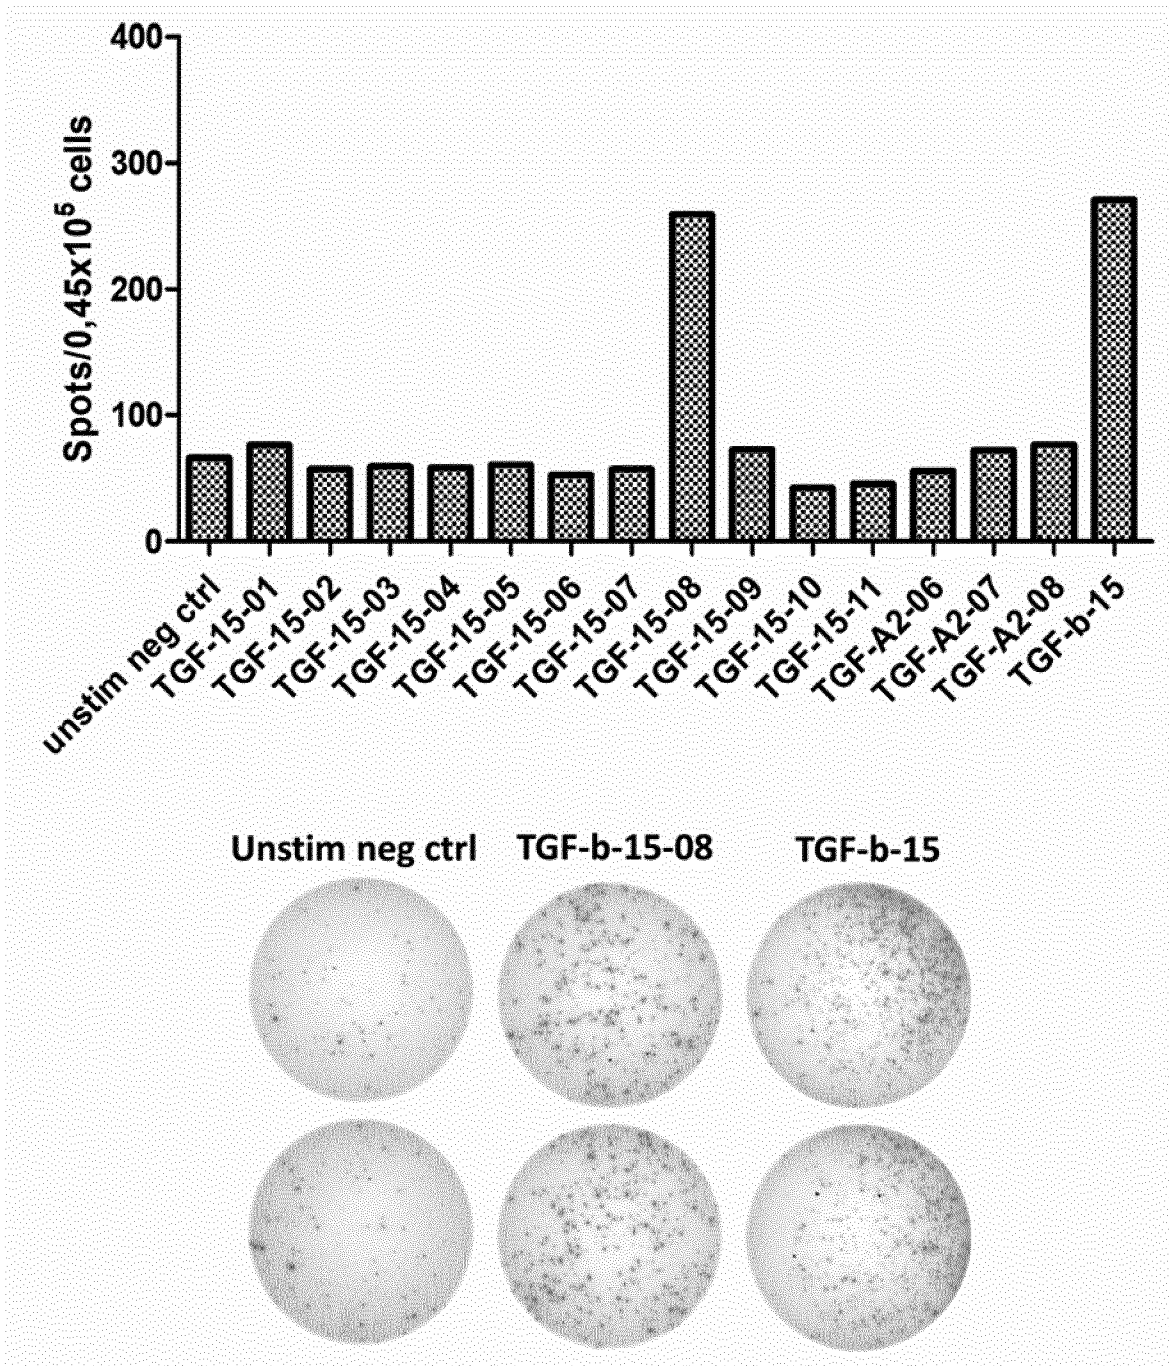 400
300
200
100
0
Spots/0,45x10⁵ cells
unstim neg ctrl
TGF-15-01
TGF-15-02
TGF-15-03
TGF-15-04
TGF-15-05
TGF-15-06
TGF-15-07
TGF-15-08
TGF-15-09
TGF-15-10
TGF-15-11
TGF-A2-06
TGF-A2-07
TGF-A2-08
TGF-b-15
Unstim neg ctrl TGF-b-15-08 TGF-b-15